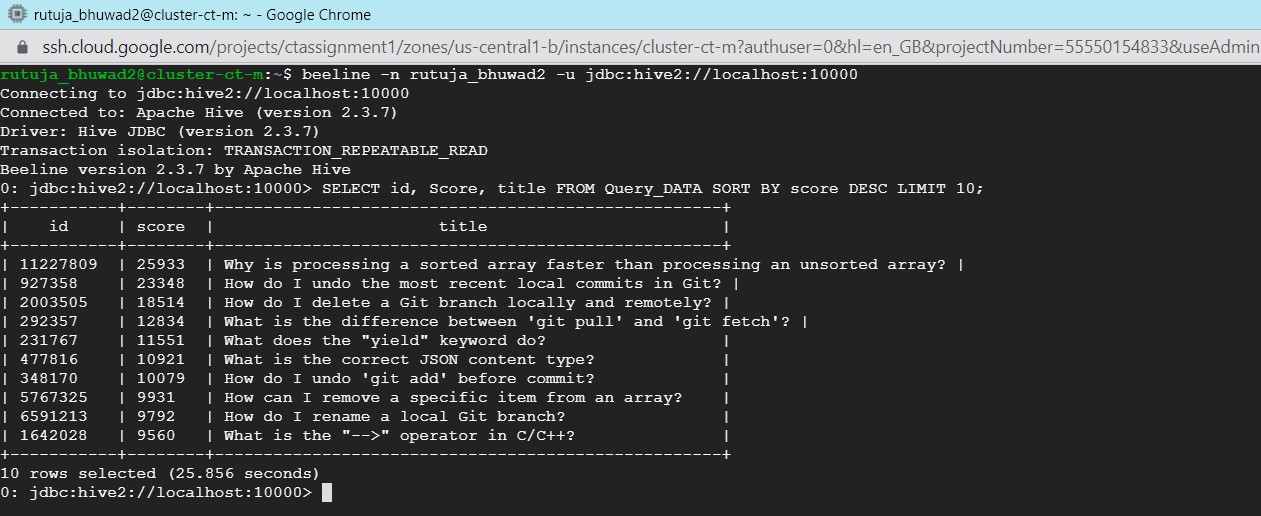 rutuja_bhuwad2@cluster-ct-m: ~ - Google Chrome
ssh.cloud.google.com/projects/ctassignment1/zones/us-central1-b/instances/cluster-ct-m?authuser=0&hl=en_GB&projectNumber=55550154833&useAdmin
rutuja_bhuwad2@cluster-ct-m:~$ beeline -n rutuja_bhuwad2 -u jdbc:hive2://localhost:10000
Connecting to jdbc:hive2://localhost:10000
Connected to: Apache Hive (version 2.3.7)
Driver: Hive JDBC (version 2.3.7)
Transaction isolation: TRANSACTION_REPEATABLE_READ
Beeline version 2.3.7 by Apache Hive
0: jdbc:hive2://localhost:10000> SELECT id, Score, title FROM Query_DATA SORT BY score DESC LIMIT 10;
+-----------+--------+----------------------------------------------------+
|    id     | score  |                       title                        |
+-----------+--------+----------------------------------------------------+
| 11227809  | 25933  | Why is processing a sorted array faster than processing an unsorted array? |
| 927358    | 23348  | How do I undo the most recent local commits in Git? |
| 2003505   | 18514  | How do I delete a Git branch locally and remotely? |
| 292357    | 12834  | What is the difference between 'git pull' and 'git fetch'? |
| 231767    | 11551  | What does the "yield" keyword do?                  |
| 477816    | 10921  | What is the correct JSON content type?             |
| 348170    | 10079  | How do I undo 'git add' before commit?             |
| 5767325   | 9931   | How can I remove a specific item from an array?    |
| 6591213   | 9792   | How do I rename a local Git branch?                |
| 1642028   | 9560   | What is the "-->" operator in C/C++?               |
+-----------+--------+----------------------------------------------------+
10 rows selected (25.856 seconds)
0: jdbc:hive2://localhost:10000>